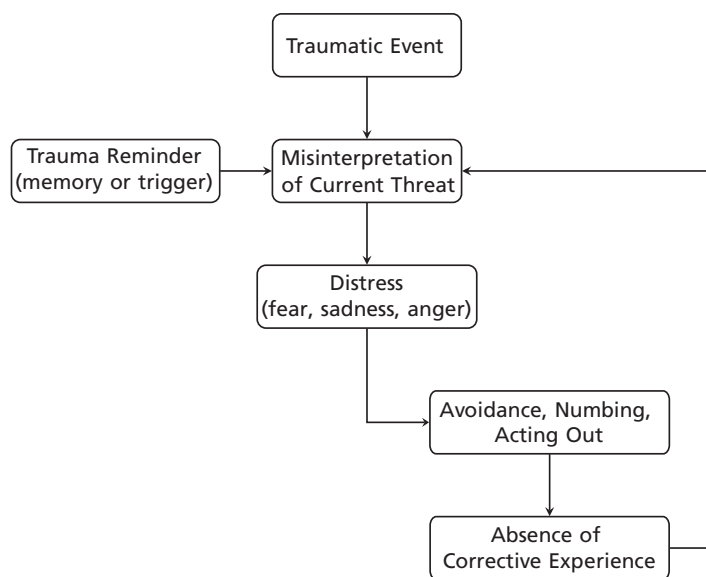 Traumatic Event
Trauma Reminder
(memory or trigger)
Misinterpretation
of Current Threat
Distress
(fear, sadness, anger)
Avoidance, Numbing,
Acting Out
Absence of
Corrective Experience